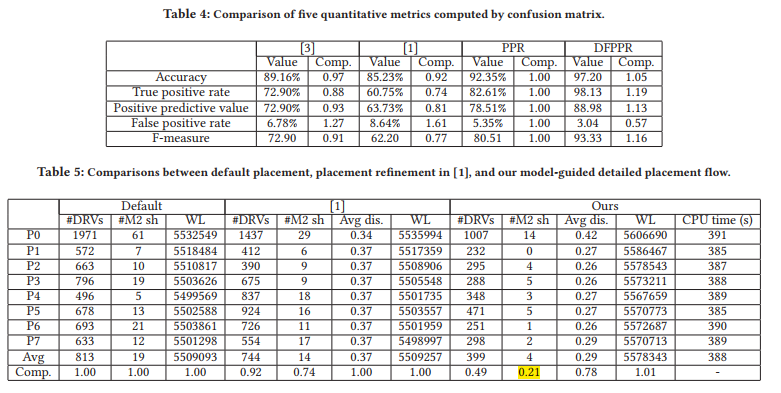 Table 4: Comparison of five quantitative metrics computed by confusion matrix.
[3] [1] PPR DFPPR
Value Comp. Value Comp. Value Comp. Value Comp.
Accuracy 89.16% 0.97 85.23% 0.92 92.35% 1.00 97.20 1.05
True positive rate 72.90% 0.88 60.75% 0.74 82.61% 1.00 98.13 1.19
Positive predictive value 72.90% 0.93 63.73% 0.81 78.51% 1.00 88.98 1.13
False positive rate 6.78% 1.27 8.64% 1.61 5.35% 1.00 3.04 0.57
F-measure 72.90 0.91 62.20 0.77 80.51 1.00 93.33 1.16
Table 5: Comparisons between default placement, placement refinement in [1], and our model-guided detailed placement flow.
Default [1] Ours
#DRVs #M2 sh WL #DRVs #M2 sh Avg dis. WL #DRVs #M2 sh Avg dis. WL CPU time (s)
P0 1971 61 5532549 1437 29 0.34 5535994 1007 14 0.42 5606690 391
P1 572 7 5518484 412 6 0.37 5517359 232 0 0.27 5586467 385
P2 663 10 5510817 390 9 0.37 5508906 295 4 0.26 5578543 387
P3 796 19 5503626 675 9 0.37 5505548 288 5 0.26 5573211 388
P4 496 5 5499569 837 18 0.37 5501735 348 3 0.26 5567659 389
P5 678 13 5502588 924 16 0.37 5503557 471 5 0.27 5570773 385
P6 693 21 5503861 726 11 0.37 5501959 251 1 0.26 5572687 390
P7 633 12 5501298 554 17 0.37 5498997 298 2 0.29 5570713 389
Avg 813 19 5509093 744 14 0.37 5509257 399 4 0.29 5578343 388
Comp. 1.00 1.00 1.00 0.92 0.74 1.00 1.00 0.49 0.21 0.78 1.01 -